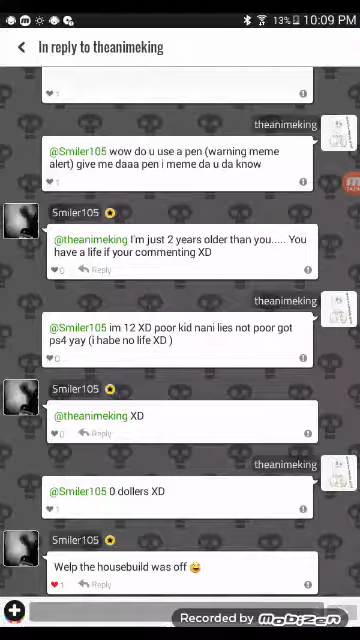 13% 10:09 PM
In reply to theanimeking
1
theanimeking
@Smiler105 wow do u use a pen (warning meme
alert) give me daaa pen i meme da u da know
1
Smiler105
@theanimeking I'm just 2 years older than you..... You
have a life if your commenting XD
0 Reply
theanimeking
@Smiler105 im 12 XD poor kid nani lies not poor got
ps4 yay (i habe no life XD )
0
Smiler105
@theanimeking XD
0 Reply
theanimeking
@Smiler105 0 dollers XD
1
Smiler105
Welp the housebuild was off 😅
1 Reply
Recorded by MOBIZEN